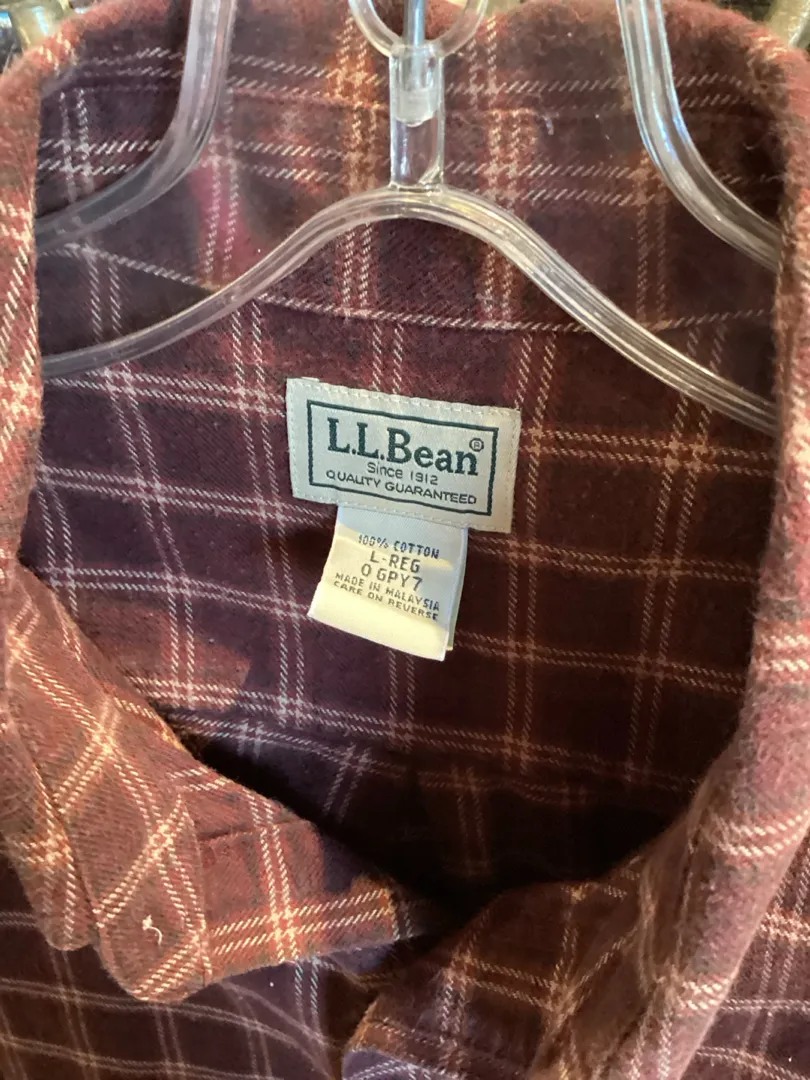 L.L.Bean®
Since 1912
QUALITY GUARANTEED
100% COTTON
L-REG
0 GPY7
MADE IN MALAYSIA
CARE ON REVERSE